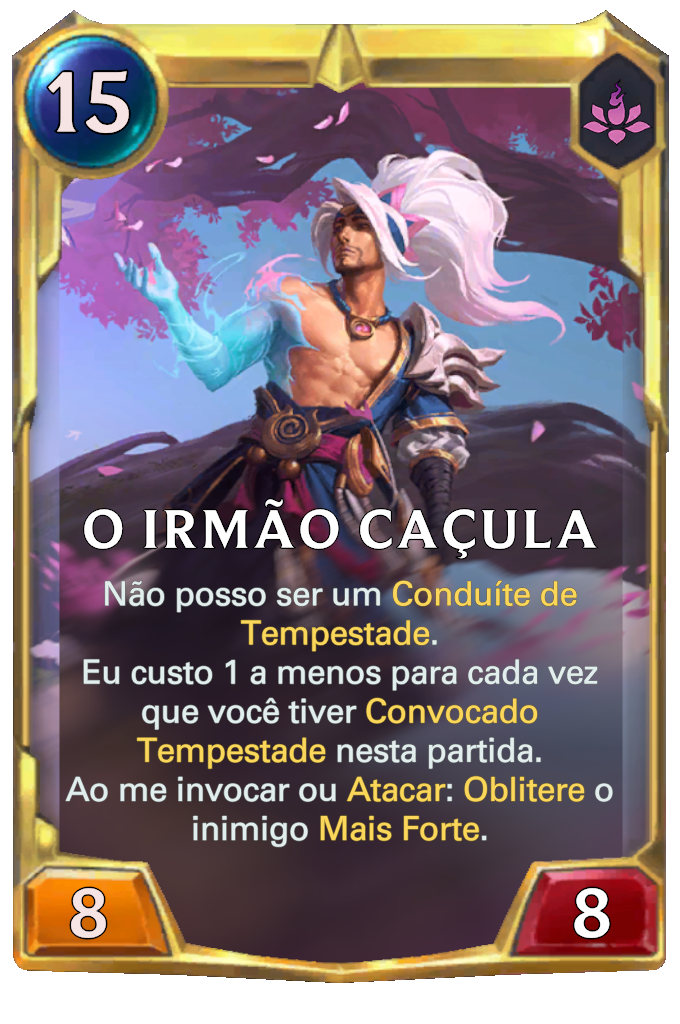 15
O IRMÃO CAÇULA
Não posso ser um Conduíte de
Tempestade.
Eu custo 1 a menos para cada vez
que você tiver Convocado
Tempestade nesta partida.
Ao me invocar ou Atacar: Oblitere o
inimigo Mais Forte.
8
8